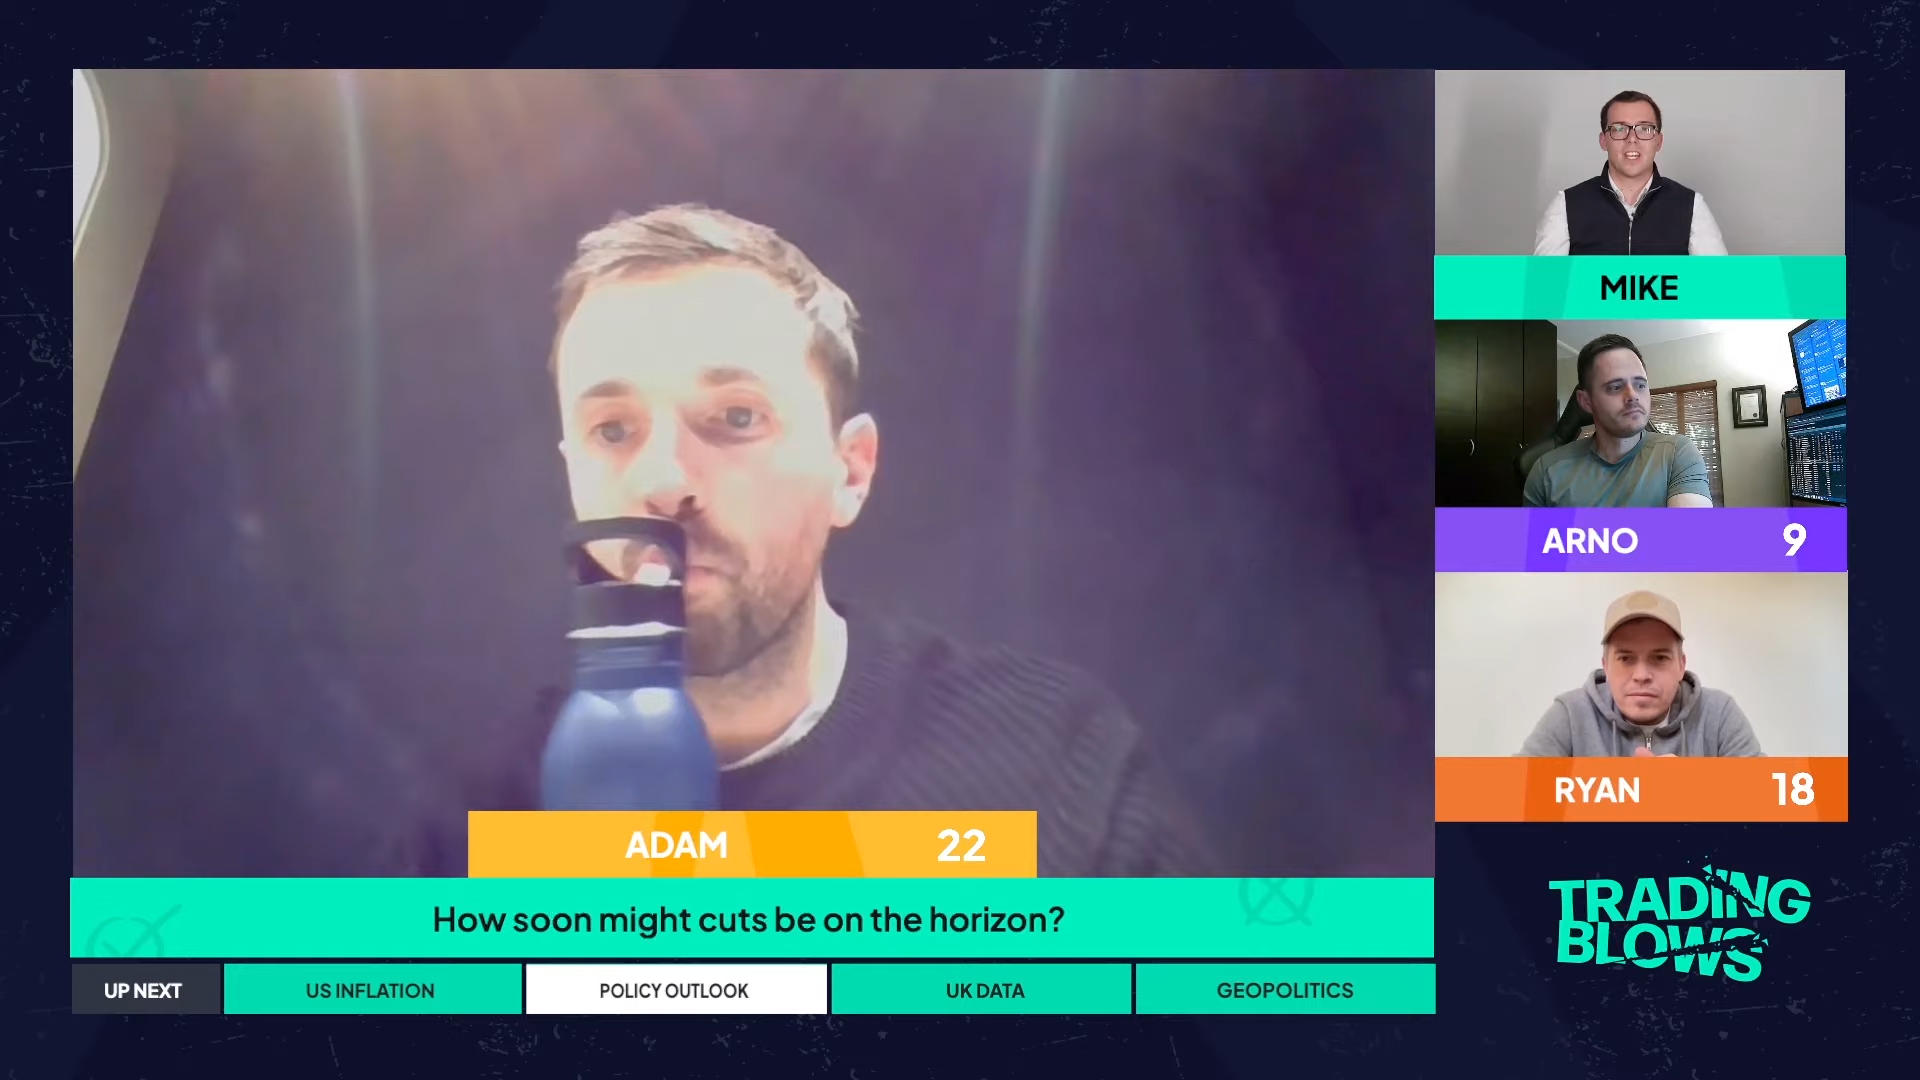 MIKE
ARNO 9
RYAN 18
ADAM 22
How soon might cuts be on the horizon?
UP NEXT
US INFLATION
POLICY OUTLOOK
UK DATA
GEOPOLITICS
TRADING
BLOWS